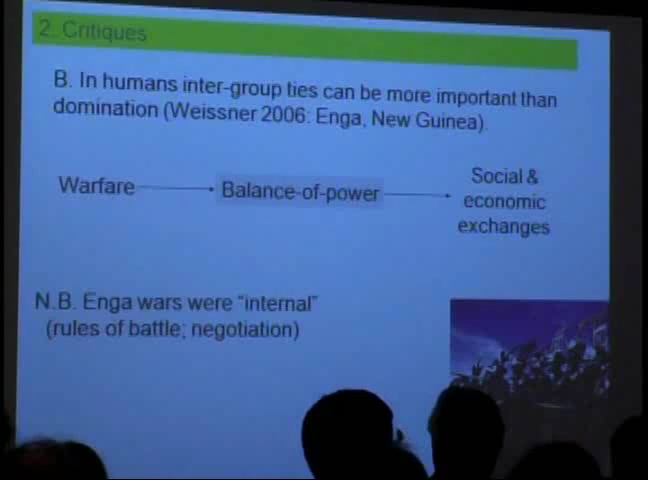 2. Critiques
B. In humans inter-group ties can be more important than
domination (Weissner 2006: Enga, New Guinea).
Warfare
Balance-of-power
Social &
economic
exchanges
N.B. Enga wars were “internal”
(rules of battle; negotiation)